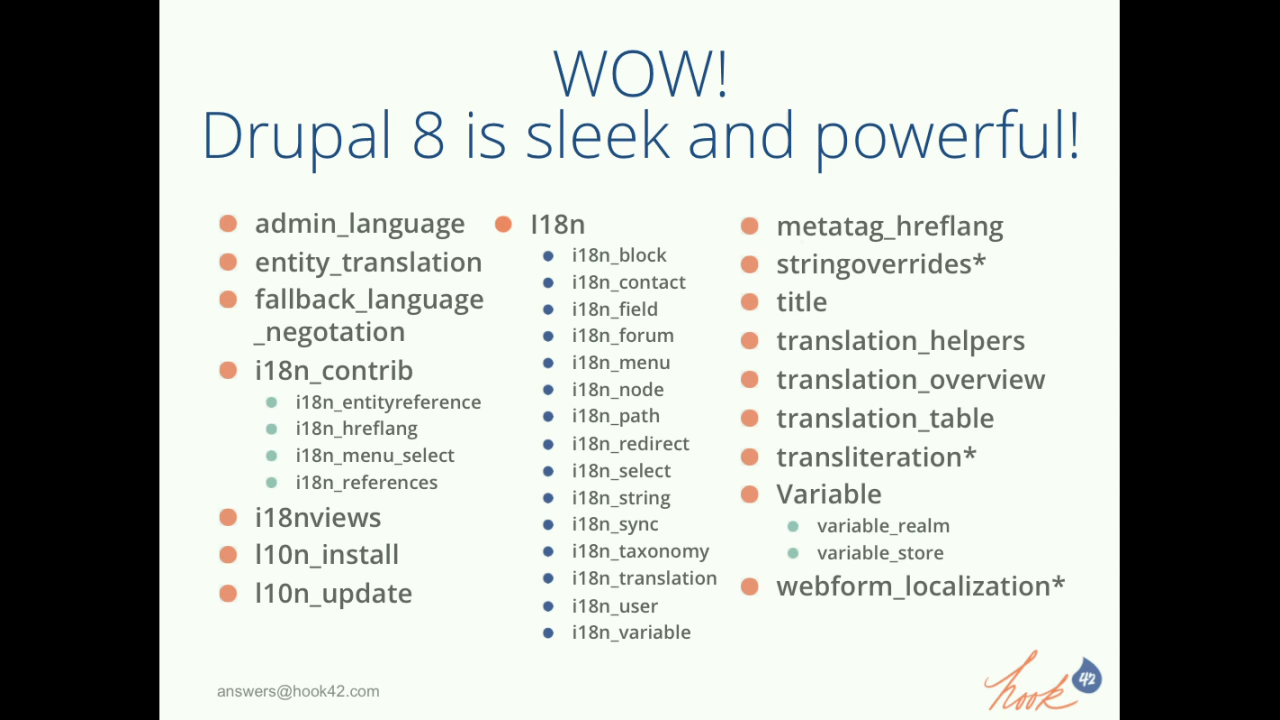 WOW!
Drupal 8 is sleek and powerful!
admin_language
entity_translation
fallback_language
_negotation
i18n_contrib
i18n_entityreference
i18n_hreflang
i18n_menu_select
i18n_references
i18nviews
l10n_install
l10n_update
I18n
i18n_block
i18n_contact
i18n_field
i18n_forum
i18n_menu
i18n_node
i18n_path
i18n_redirect
i18n_select
i18n_string
i18n_sync
i18n_taxonomy
i18n_translation
i18n_user
i18n_variable
metatag_hreflang
stringoverrides*
title
translation_helpers
translation_overview
translation_table
transliteration*
Variable
variable_realm
variable_store
webform_localization*
answers@hook42.com
hook 42